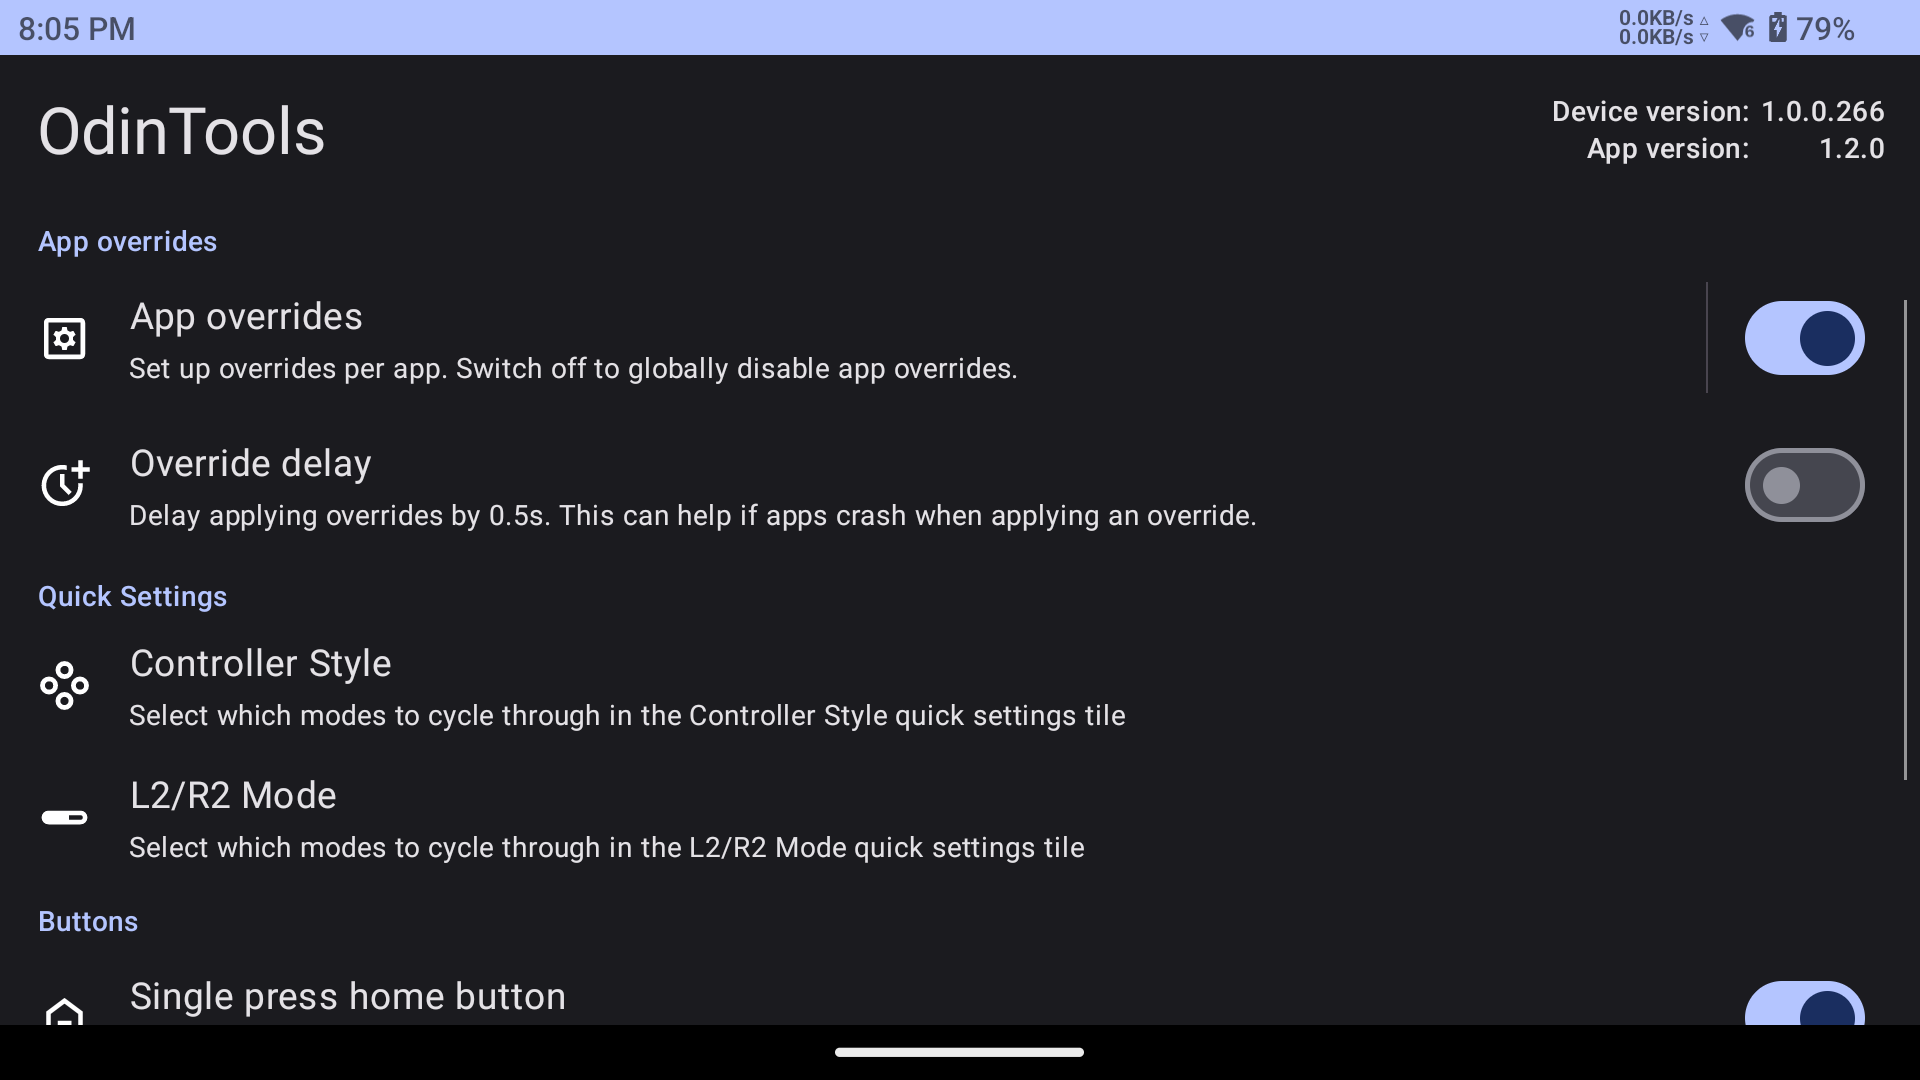 8:05 PM
0.0KB/s △
0.0KB/s ▽
6
79%
OdinTools
Device version: 1.0.0.266
App version: 1.2.0
App overrides
App overrides
Set up overrides per app. Switch off to globally disable app overrides.
Override delay
Delay applying overrides by 0.5s. This can help if apps crash when applying an override.
Quick Settings
Controller Style
Select which modes to cycle through in the Controller Style quick settings tile
L2/R2 Mode
Select which modes to cycle through in the L2/R2 Mode quick settings tile
Buttons
Single press home button